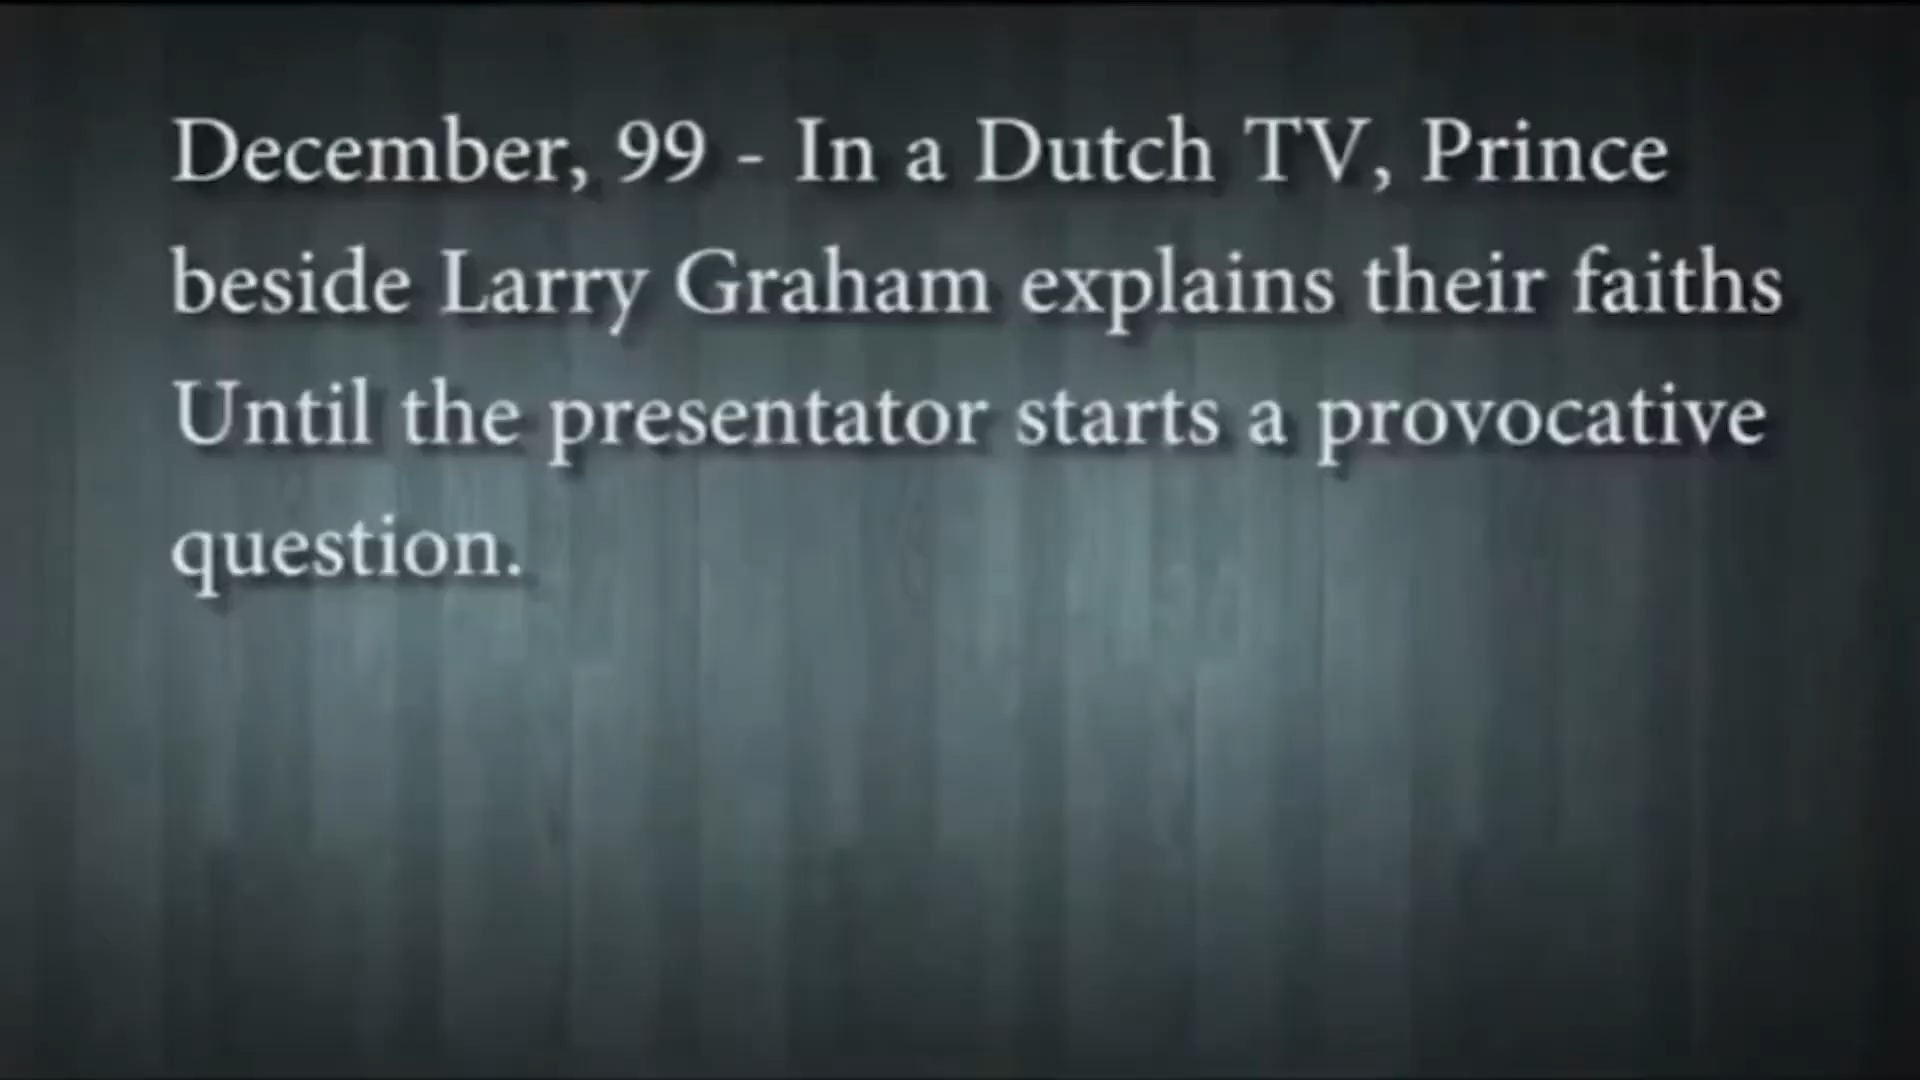 December, 99 - In a Dutch TV, Prince
beside Larry Graham explains their faiths
Until the presentator starts a provocative
question.